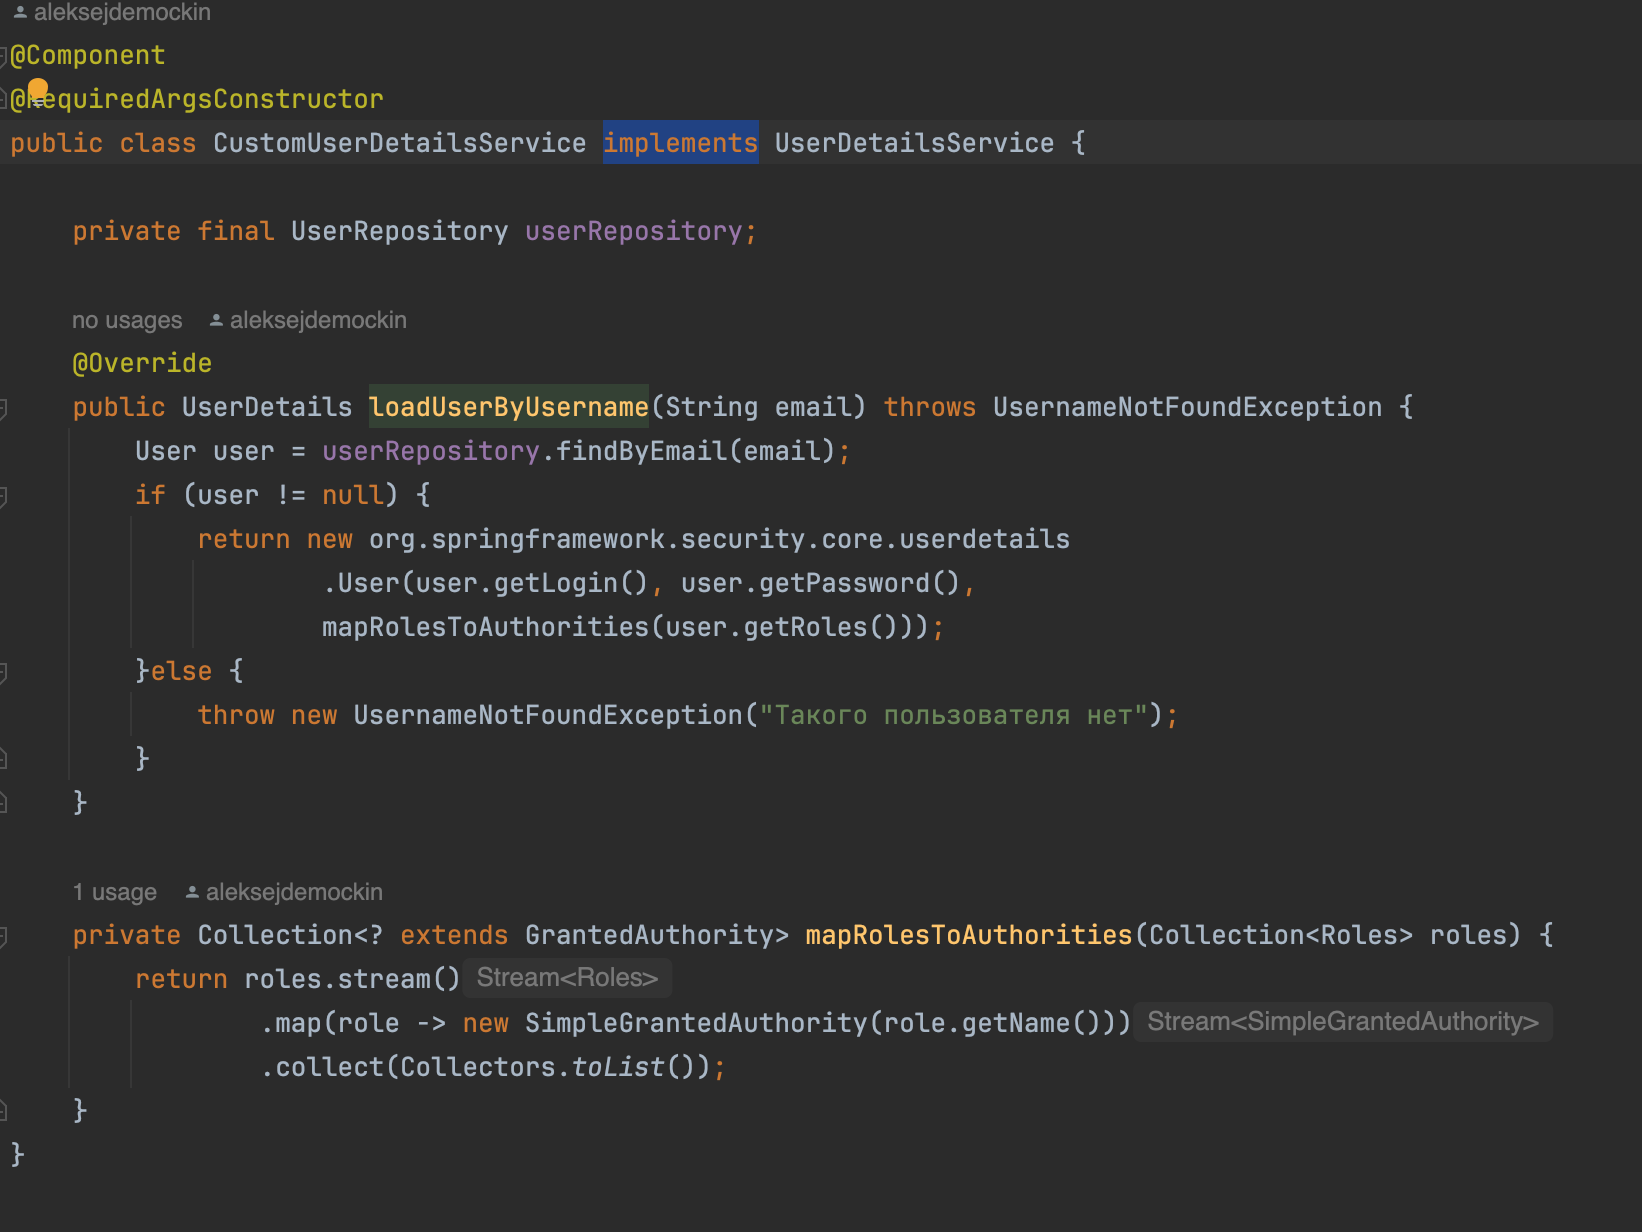 aleksejdemockin
@Component
@RequiredArgsConstructor
public class CustomUserDetailsService implements UserDetailsService {
private final UserRepository userRepository;
no usages aleksejdemockin
@Override
public UserDetails loadUserByUsername(String email) throws UsernameNotFoundException {
User user = userRepository.findByEmail(email);
if (user != null) {
return new org.springframework.security.core.userdetails
.User(user.getLogin(), user.getPassword(),
mapRolesToAuthorities(user.getRoles()));
}else {
throw new UsernameNotFoundException("Такого пользователя нет");
}
}
1 usage aleksejdemockin
private Collection<? extends GrantedAuthority> mapRolesToAuthorities(Collection<Roles> roles) {
return roles.stream() Stream<Roles>
.map(role -> new SimpleGrantedAuthority(role.getName())) Stream<SimpleGrantedAuthority>
.collect(Collectors.toList());
}
}